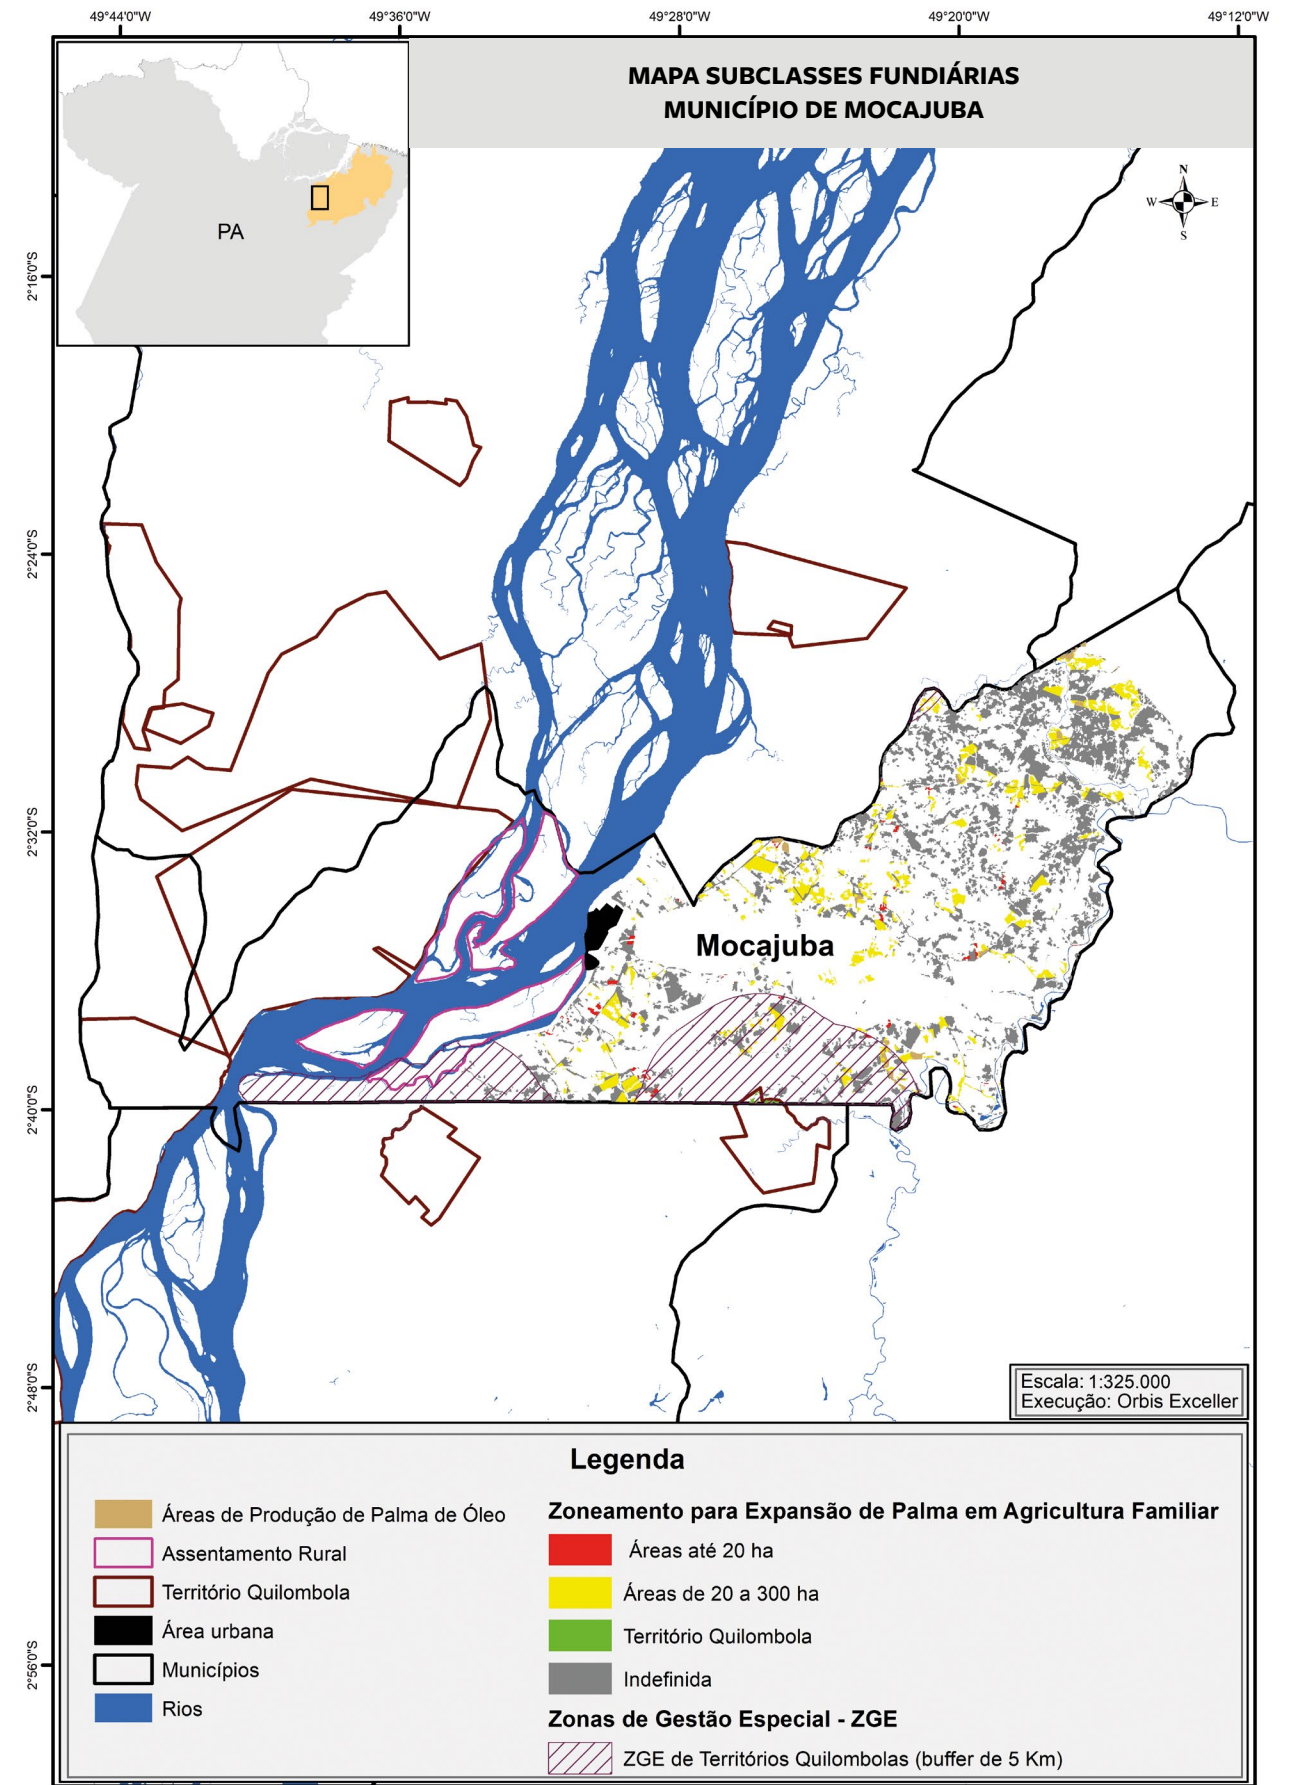 49°44'0"W
49°36'0"W
49°28'0"W
49°20'0"W
49°12'0"W
MAPA SUBCLASSES FUNDIÁRIAS
MUNICÍPIO DE MOCAJUBA
PA
N
W
E
S
2°16'0"S
2°24'0"S
2°32'0"S
2°40'0"S
2°48'0"S
2°56'0"S
Mocajuba
Escala: 1:325.000
Execução: Orbis Exceller
Legenda
Áreas de Produção de Palma de Óleo
Assentamento Rural
Território Quilombola
Área urbana
Municípios
Rios
Zoneamento para Expansão de Palma em Agricultura Familiar
Áreas até 20 ha
Áreas de 20 a 300 ha
Território Quilombola
Indefinida
Zonas de Gestão Especial - ZGE
ZGE de Territórios Quilombolas (buffer de 5 Km)